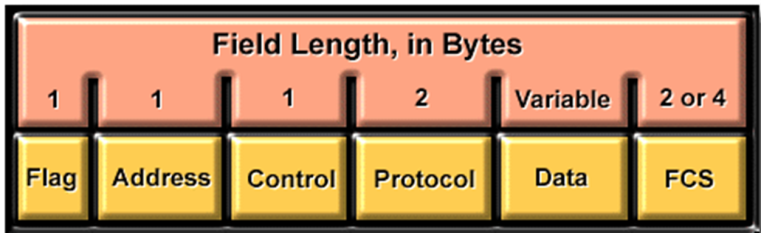 Field Length, in Bytes
1 1 1 2 Variable 2 or 4
Flag Address Control Protocol Data FCS